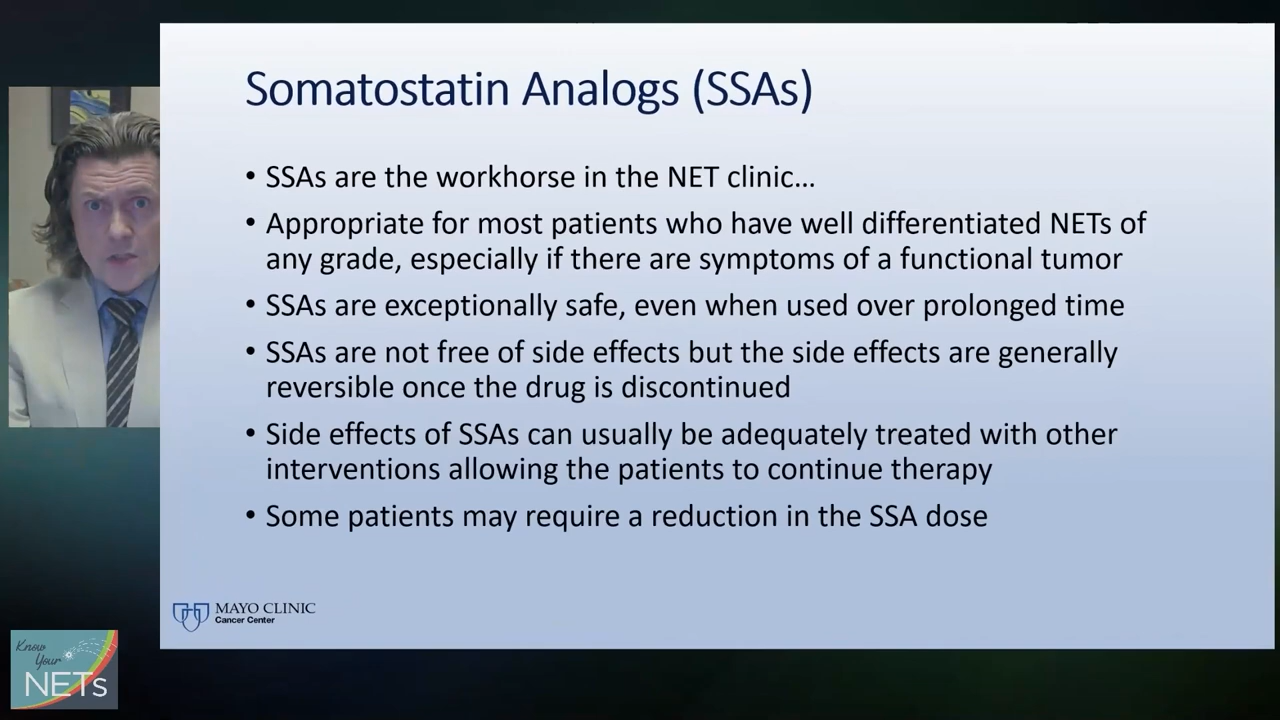 Somatostatin Analogs (SSAs)
• SSAs are the workhorse in the NET clinic…
• Appropriate for most patients who have well differentiated NETs of
any grade, especially if there are symptoms of a functional tumor
• SSAs are exceptionally safe, even when used over prolonged time
• SSAs are not free of side effects but the side effects are generally
reversible once the drug is discontinued
• Side effects of SSAs can usually be adequately treated with other
interventions allowing the patients to continue therapy
• Some patients may require a reduction in the SSA dose
MAYO CLINIC
Cancer Center
Know
Your
NETs